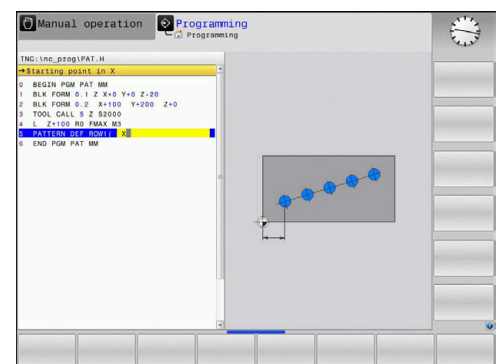 Manual operation
Programming
Programming
TNC:\nc_prog\PAT.H
→Starting point in X
0 BEGIN PGM PAT MM
1 BLK FORM 0.1 Z X+0 Y+0 Z-20
2 BLK FORM 0.2 X+100 Y+200 Z+0
3 TOOL CALL 5 Z S2000
4 L Z+100 R0 FMAX M3
5 PATTERN DEF ROW1( X
6 END PGM PAT MM